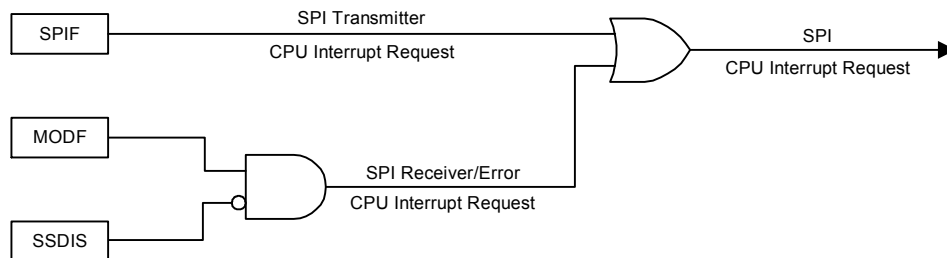 SPIF
SPI Transmitter
CPU Interrupt Request
SPI
CPU Interrupt Request
MODF
SPI Receiver/Error
CPU Interrupt Request
SSDIS